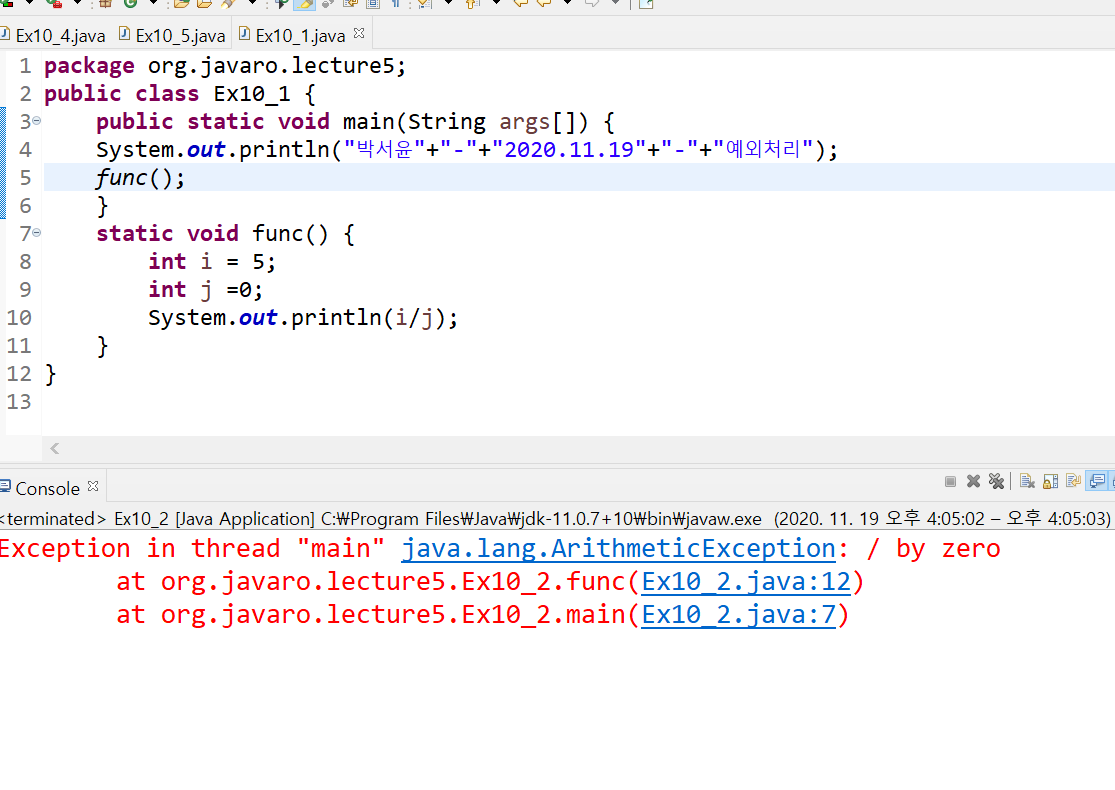 Ex10_4.java Ex10_5.java Ex10_1.java
1 package org.javaro.lecture5;
2 public class Ex10_1 {
3 public static void main(String args[]) {
4 System.out.println("박서윤"+"-"+"2020.11.19"+"-"+"예외처리");
5 func();
6 }
7 static void func() {
8 int i = 5;
9 int j =0;
10 System.out.println(i/j);
11 }
12 }
13
Console
<terminated> Ex10_2 [Java Application] C:₩Program Files₩Java₩jdk-11.0.7+10₩bin₩javaw.exe (2020. 11. 19 오후 4:05:02 – 오후 4:05:03)
Exception in thread "main" java.lang.ArithmeticException: / by zero
at org.javaro.lecture5.Ex10_2.func(Ex10_2.java:12)
at org.javaro.lecture5.Ex10_2.main(Ex10_2.java:7)